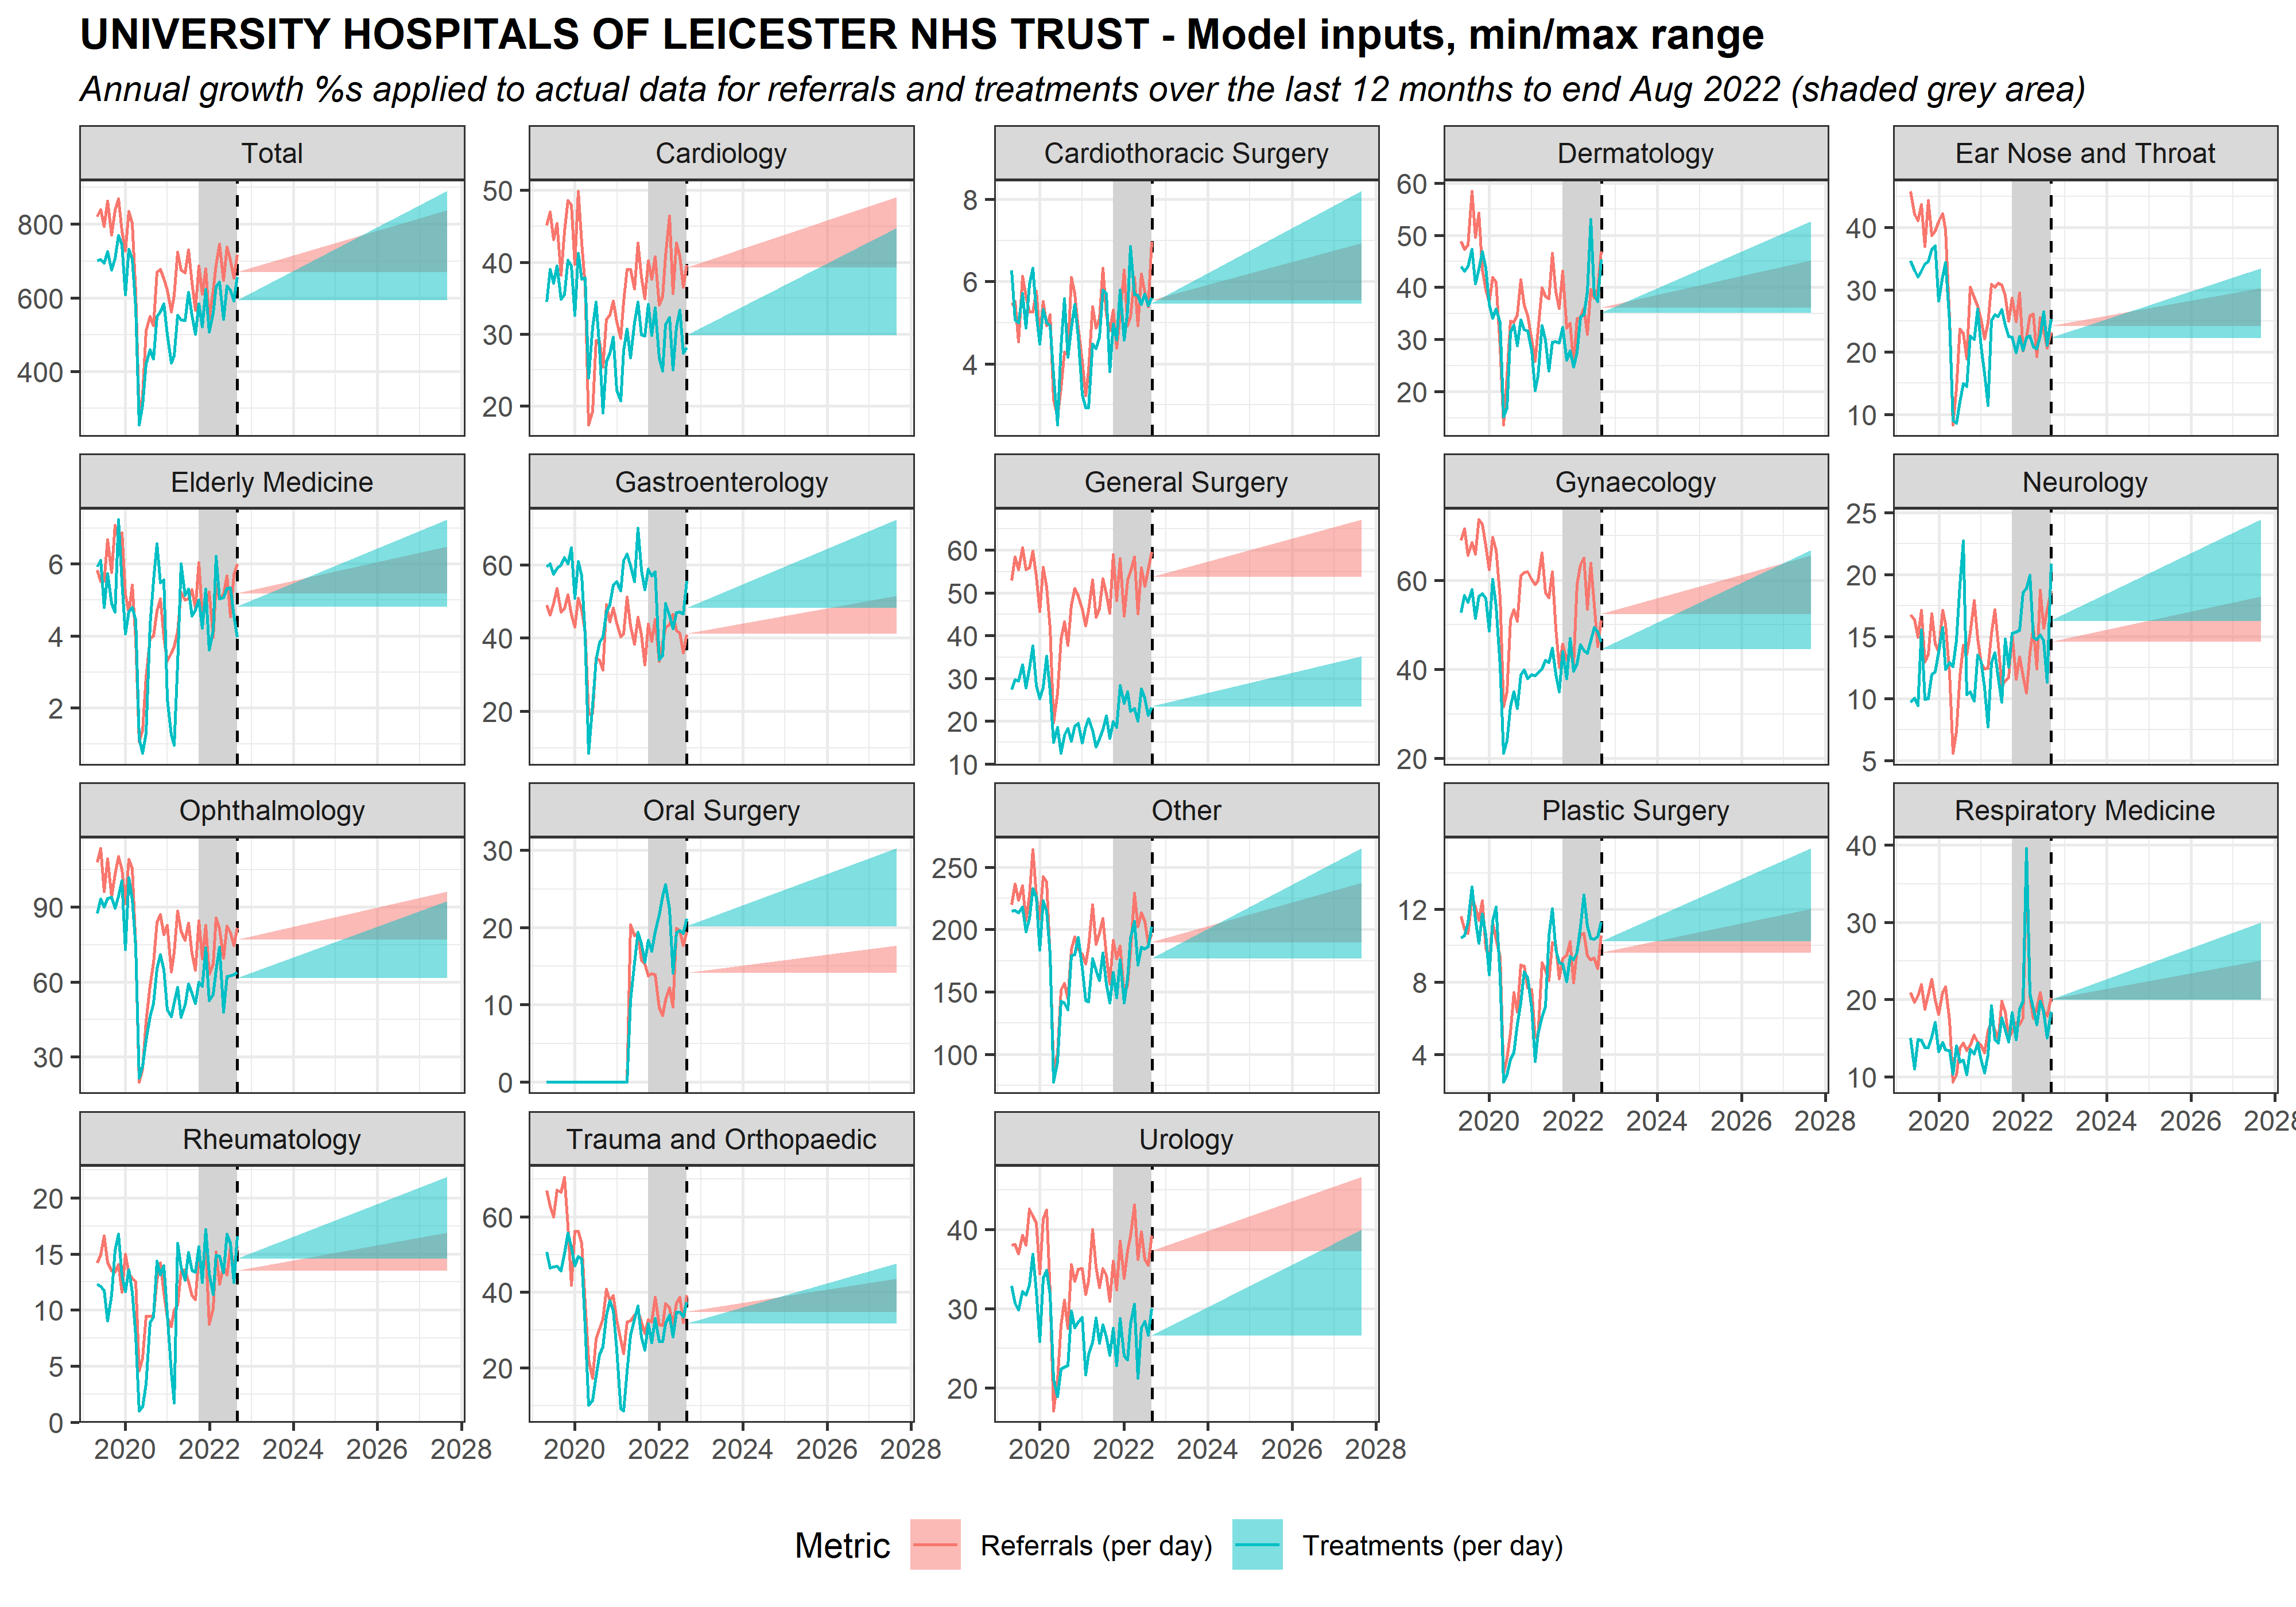 UNIVERSITY HOSPITALS OF LEICESTER NHS TRUST - Model inputs, min/max range
Annual growth %s applied to actual data for referrals and treatments over the last 12 months to end Aug 2022 (shaded grey area)
Total
800
600
400
Cardiology
50
40
30
20
Cardiothoracic Surgery
8
6
4
Dermatology
60
50
40
30
20
Ear Nose and Throat
40
30
20
10
Elderly Medicine
6
4
2
Gastroenterology
60
40
20
General Surgery
60
50
40
30
20
10
Gynaecology
60
40
20
Neurology
25
20
15
10
5
Ophthalmology
90
60
30
Oral Surgery
30
20
10
0
Other
250
200
150
100
Plastic Surgery
12
8
4
2020 2022 2024 2026 2028
Respiratory Medicine
40
30
20
10
2020 2022 2024 2026 2028
Rheumatology
20
15
10
5
0
2020 2022 2024 2026 2028
Trauma and Orthopaedic
60
40
20
2020 2022 2024 2026 2028
Urology
40
30
20
2020 2022 2024 2026 2028
Metric Referrals (per day) Treatments (per day)